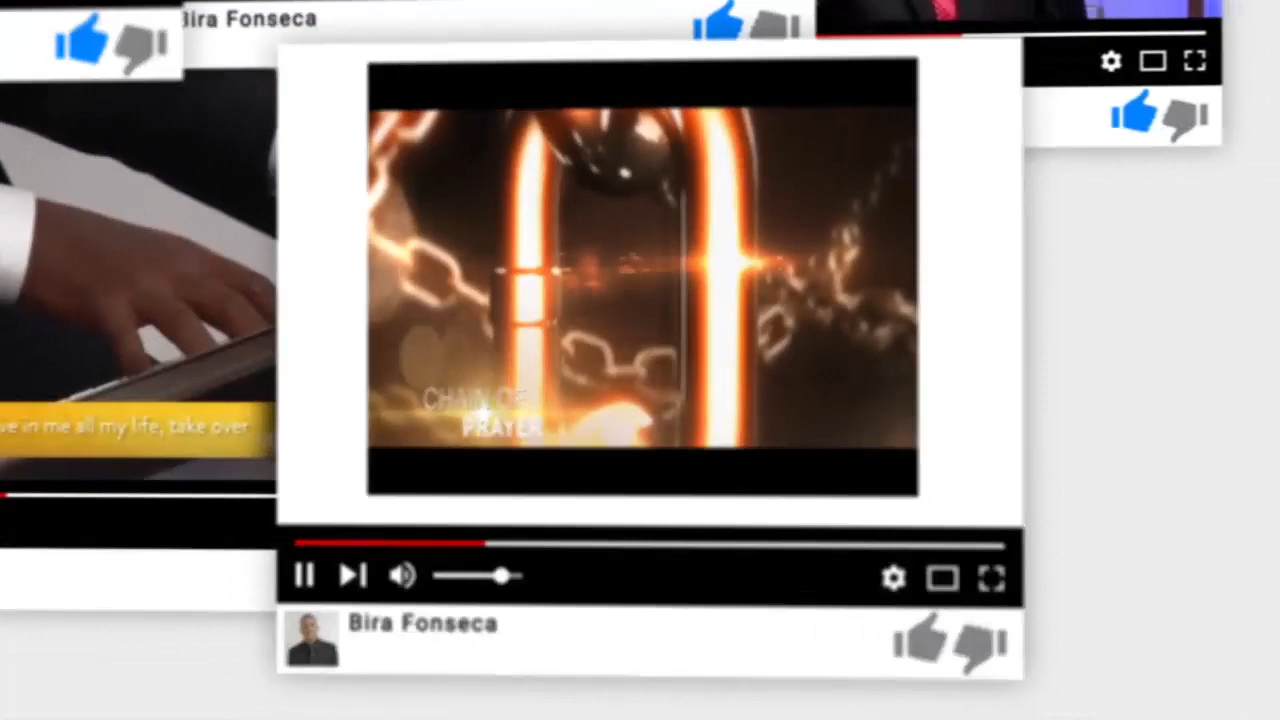 Bira Fonseca
CHAIN OF
PRAYER
ve in me all my life, take over
Bira Fonseca